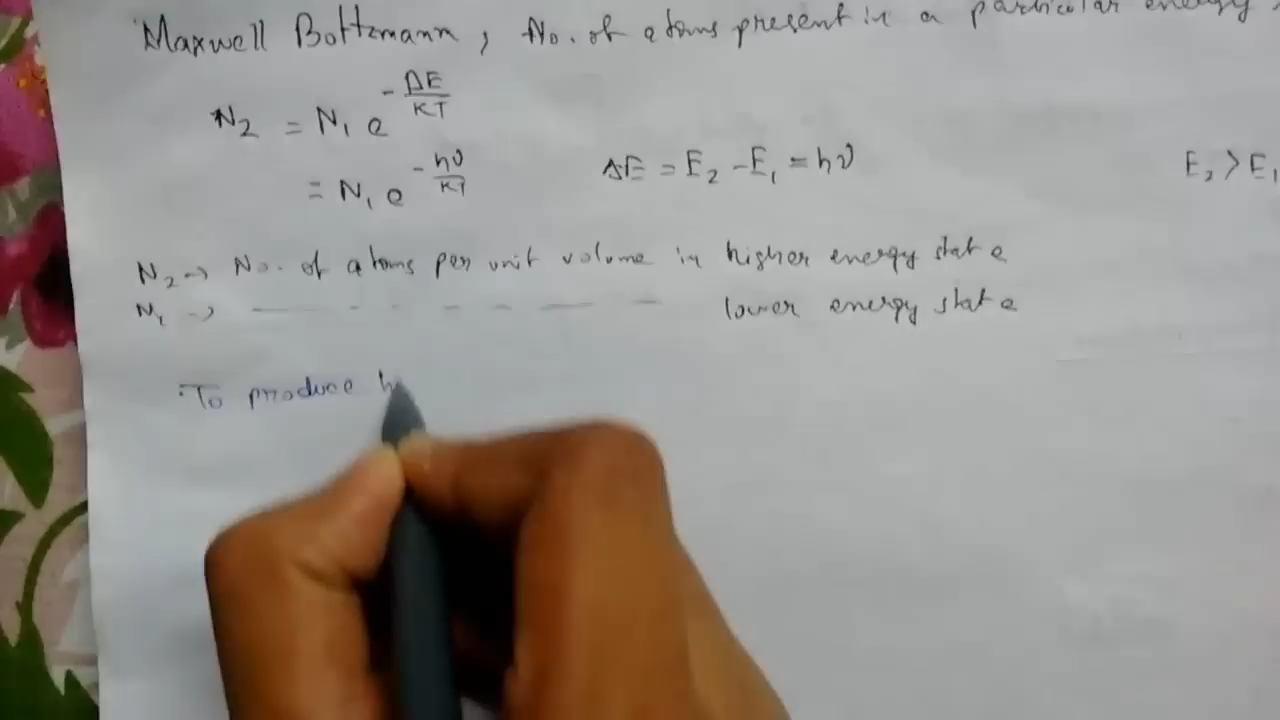 Maxwell Boltzmann, No. of atoms present in a particular energy
N₂ = N₁ e^(-ΔE/KT)
= N₁ e^(-hν/KT) ΔE = E₂ - E₁ = hν E₂ > E₁
N₂ → No. of atoms per unit volume in higher energy state
N₁ → — - - - - — — lower energy state
To produce